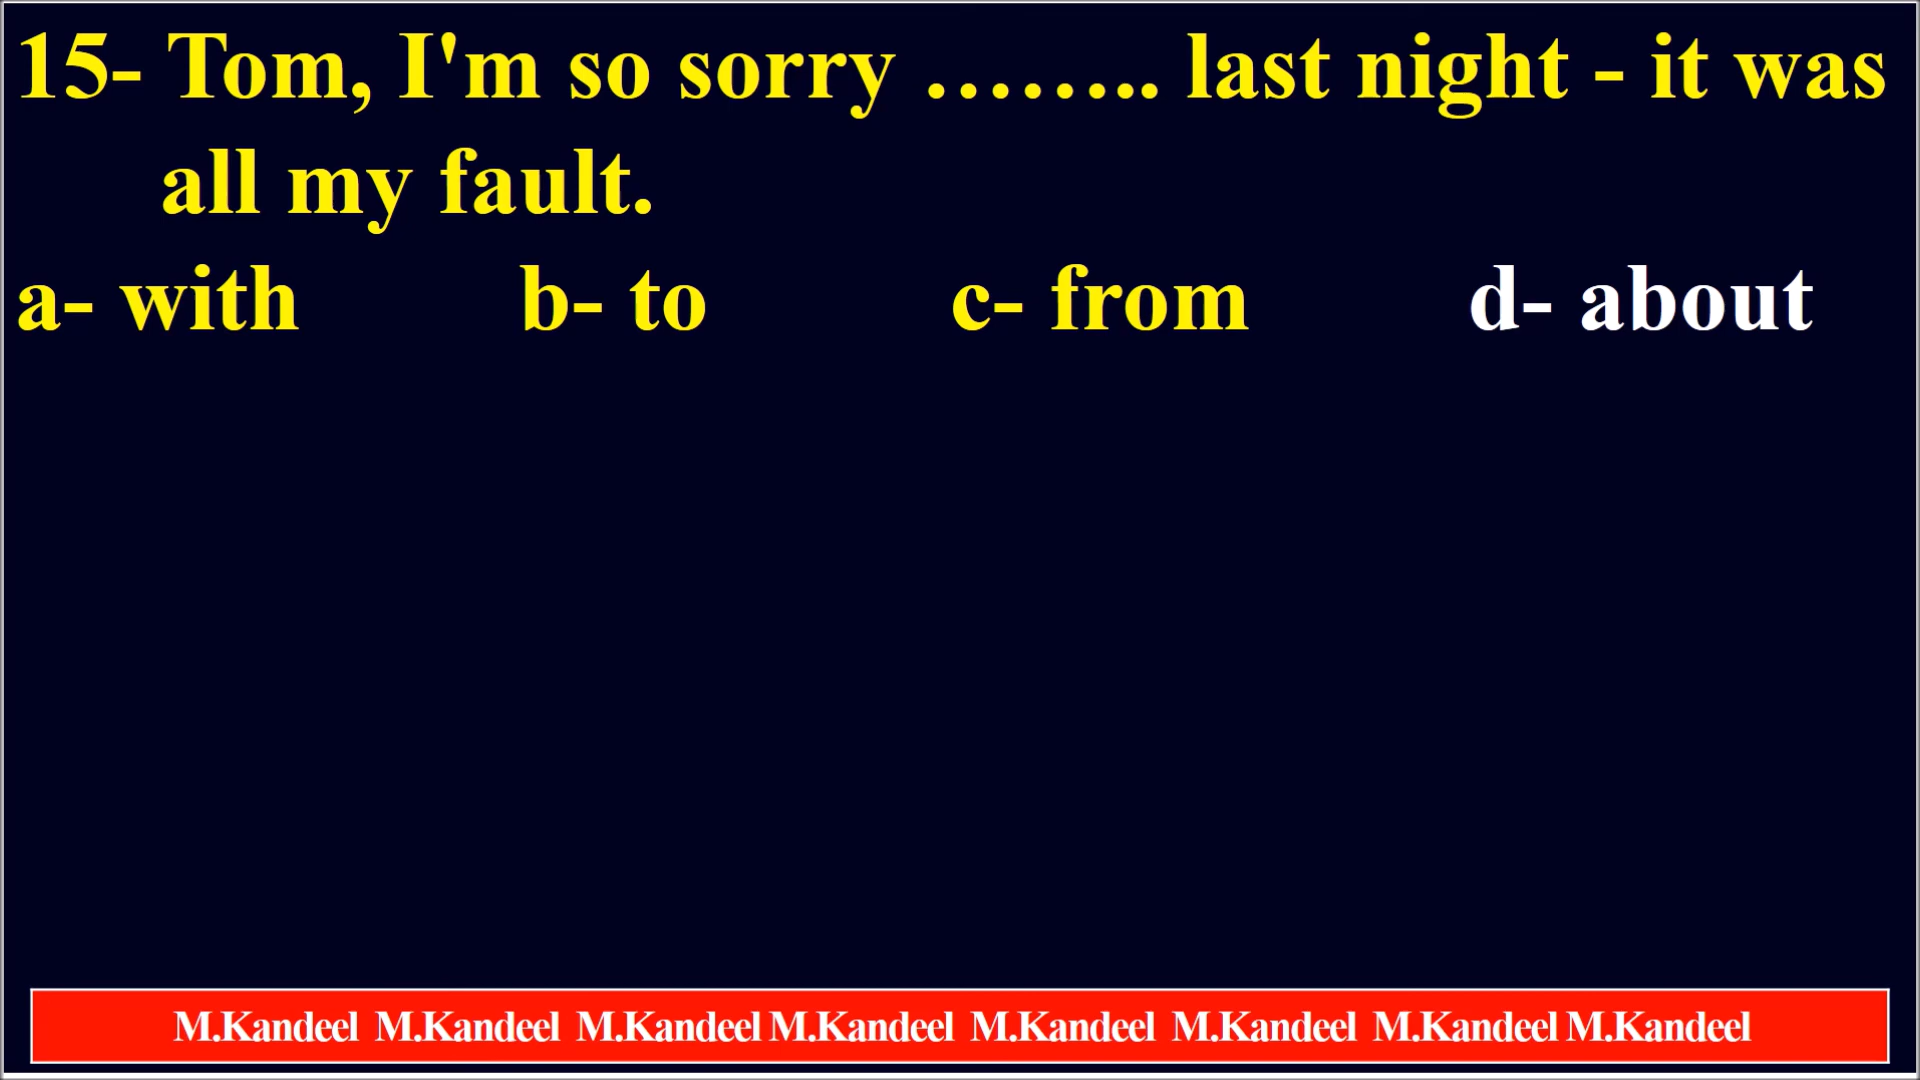 15- Tom, I'm so sorry …….. last night - it was
all my fault.
a- with b- to c- from d- about
M.Kandeel M.Kandeel M.Kandeel M.Kandeel M.Kandeel M.Kandeel M.Kandeel M.Kandeel